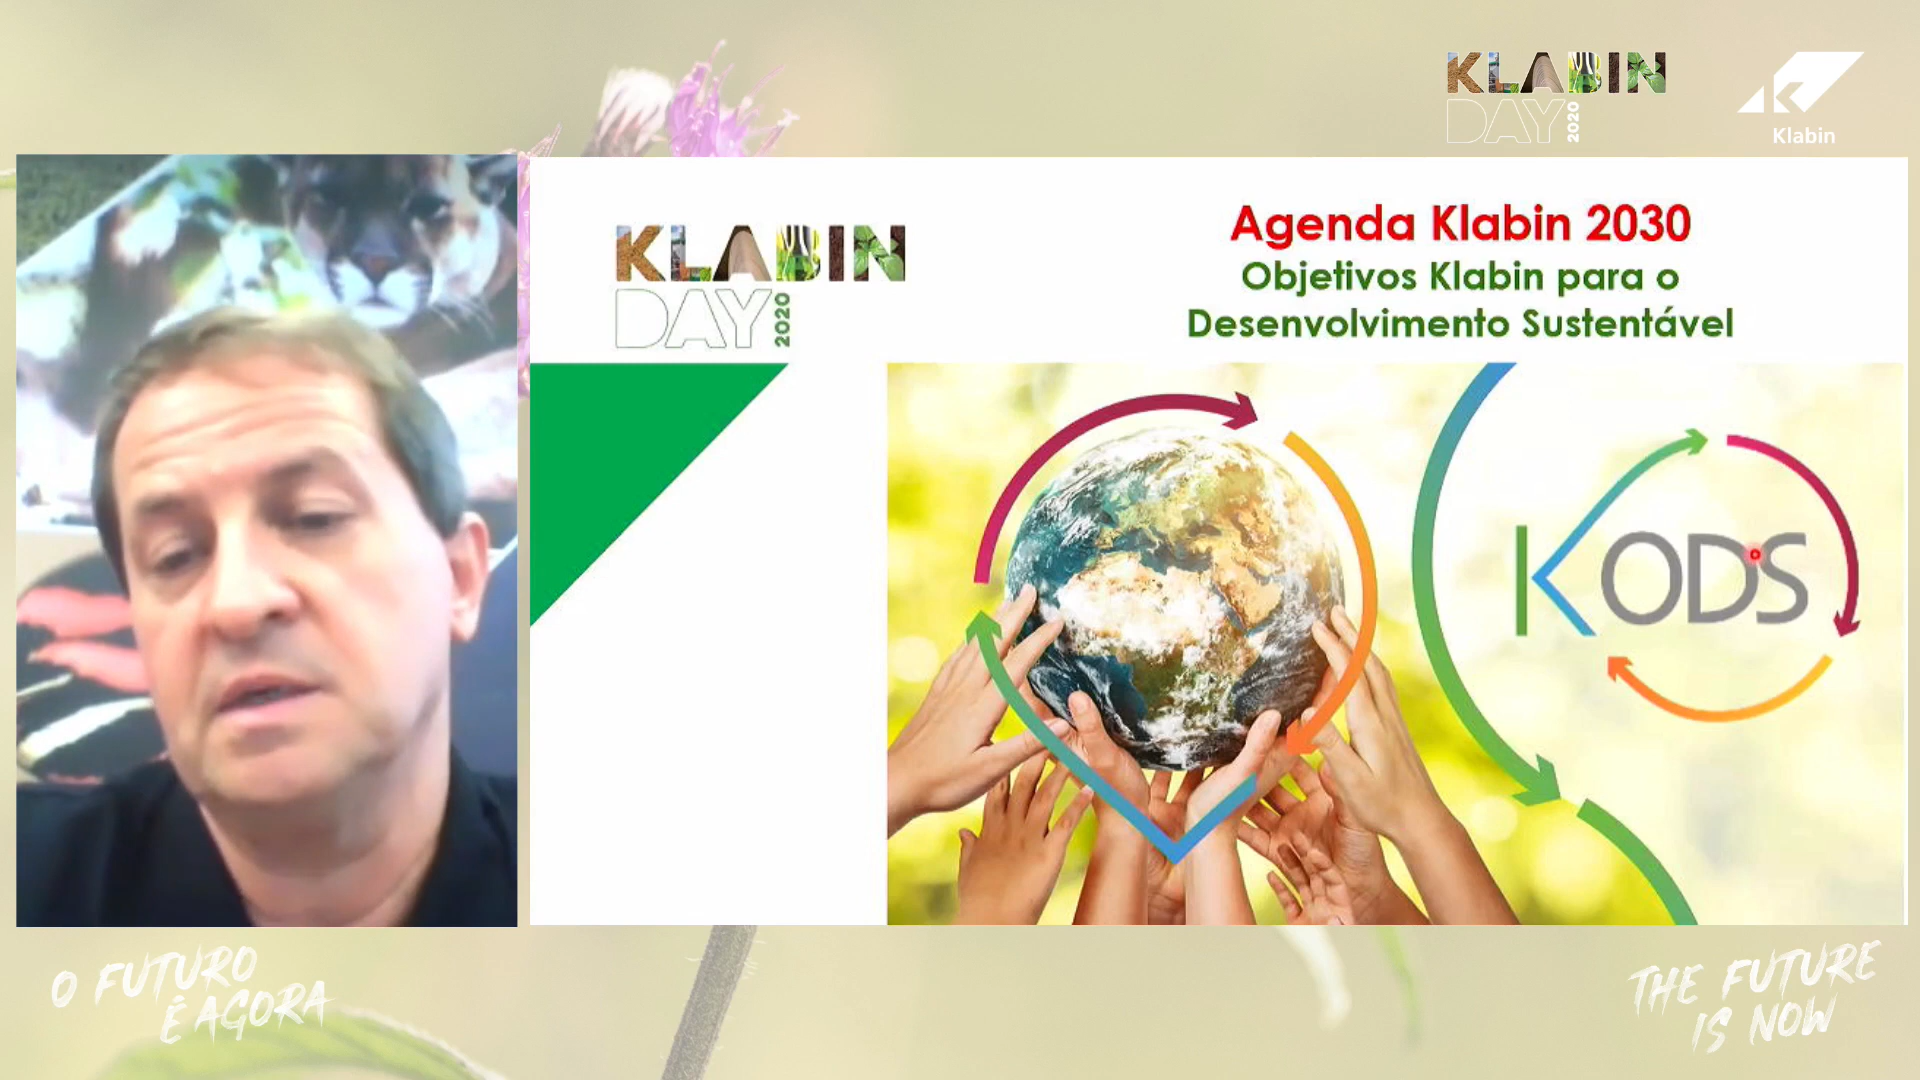 KLABIN
DAY 2020
Klabin
KLABIN
DAY 2020
Agenda Klabin 2030
Objetivos Klabin para o
Desenvolvimento Sustentável
KODS
O FUTURO
É AGORA
THE FUTURE
IS NOW